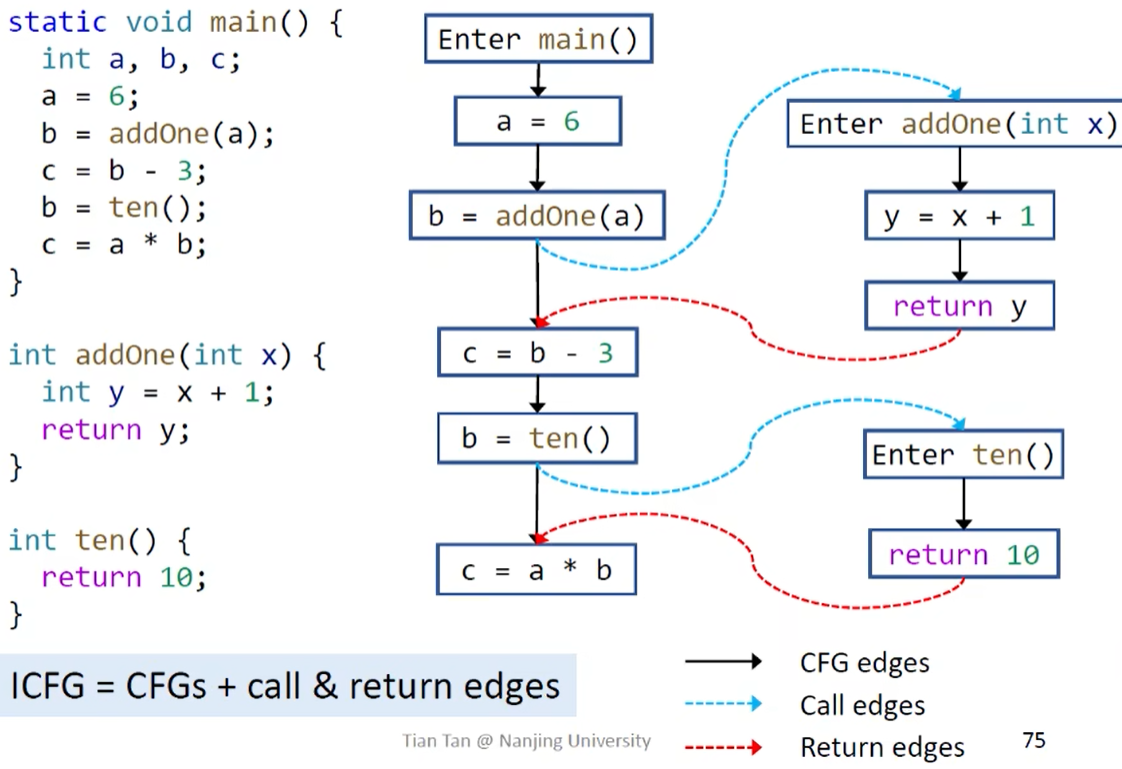 static void main() {
int a, b, c;
a = 6;
b = addOne(a);
c = b - 3;
b = ten();
c = a * b;
}
int addOne(int x) {
int y = x + 1;
return y;
}
int ten() {
return 10;
}
Enter main()
a = 6
b = addOne(a)
c = b - 3
b = ten()
c = a * b
Enter addOne(int x)
y = x + 1
return y
Enter ten()
return 10
ICFG = CFGs + call & return edges
CFG edges
Call edges
Return edges
Tian Tan @ Nanjing University
75